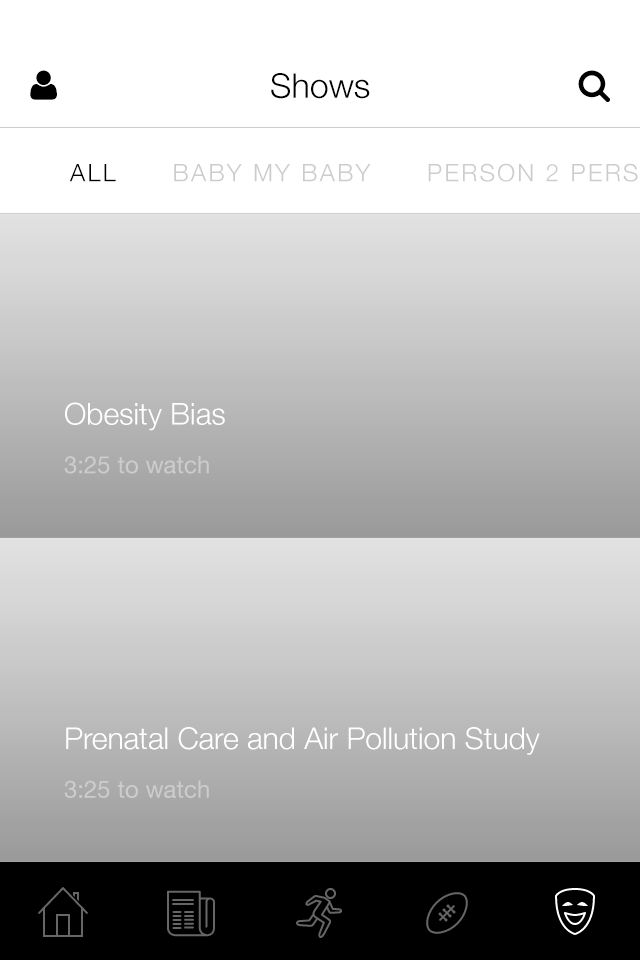 Shows
ALL BABY MY BABY PERSON 2 PERS
Obesity Bias
3:25 to watch
Prenatal Care and Air Pollution Study
3:25 to watch